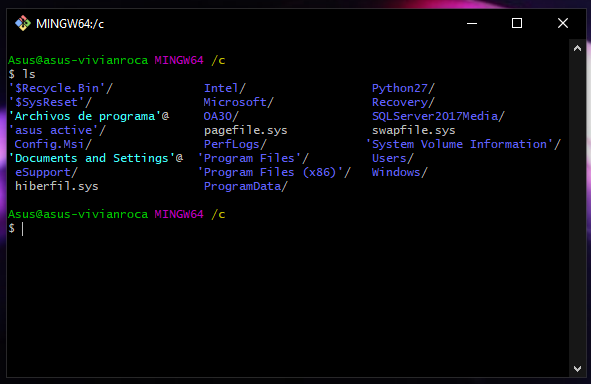 MINGW64:/c
Asus@asus-vivianroca MINGW64 /c
$ ls
'$Recycle.Bin'/ Intel/ Python27/
'$SysReset'/ Microsoft/ Recovery/
'Archivos de programa'@ OA30/ SQLServer2017Media/
'asus active'/ pagefile.sys swapfile.sys
Config.Msi/ PerfLogs/ 'System Volume Information'/
'Documents and Settings'@ 'Program Files'/ Users/
eSupport/ 'Program Files (x86)'/ Windows/
hiberfil.sys ProgramData/
Asus@asus-vivianroca MINGW64 /c
$